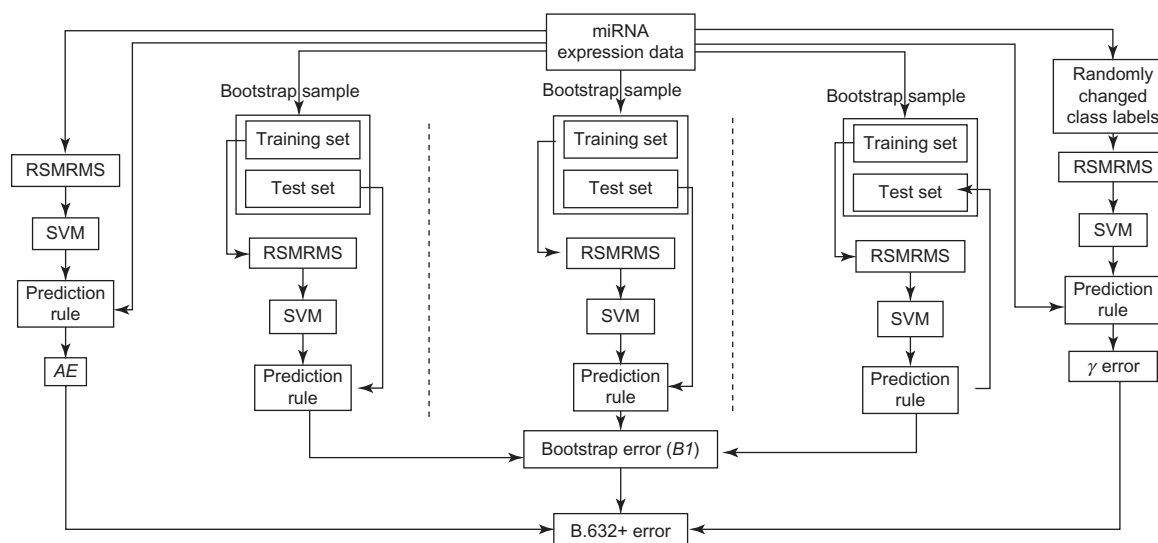 miRNA
expression data
Bootstrap sample
Bootstrap sample
Bootstrap sample
Randomly
changed
class labels
Training set
Test set
Training set
Test set
Training set
Test set
RSMRMS
SVM
Prediction
rule
AE
RSMRMS
SVM
Prediction
rule
RSMRMS
SVM
Prediction
rule
RSMRMS
SVM
Prediction
rule
RSMRMS
SVM
Prediction
rule
γ error
Bootstrap error (B1)
B.632+ error